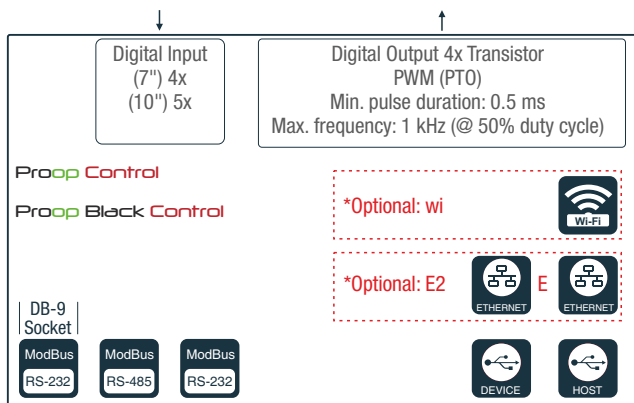 Digital Input
(7") 4x
(10") 5x
Digital Output 4x Transistor
PWM (PTO)
Min. pulse duration: 0.5 ms
Max. frequency: 1 kHz (@ 50% duty cycle)
Proop Control
Proop Black Control
*Optional: wi
Wi-Fi
*Optional: E2
ETHERNET
E
ETHERNET
DB-9
Socket
ModBus
RS-232
ModBus
RS-485
ModBus
RS-232
DEVICE
HOST